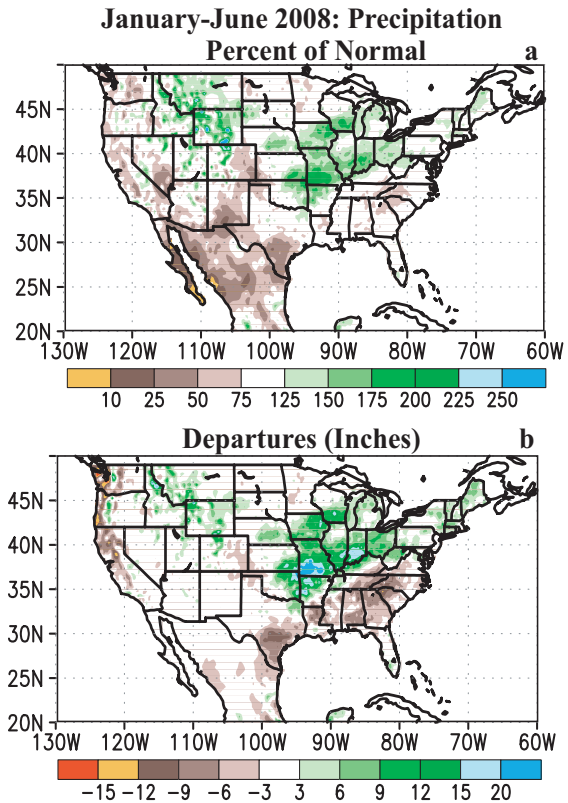 January-June 2008: Precipitation
Percent of Normal
a
45N
40N
35N
30N
25N
20N
130W 120W 110W 100W 90W 80W 70W 60W
10 25 50 75 125 150 175 200 225 250
Departures (Inches)
b
45N
40N
35N
30N
25N
20N
130W 120W 110W 100W 90W 80W 70W 60W
−15 −12 −9 −6 −3 3 6 9 12 15 20